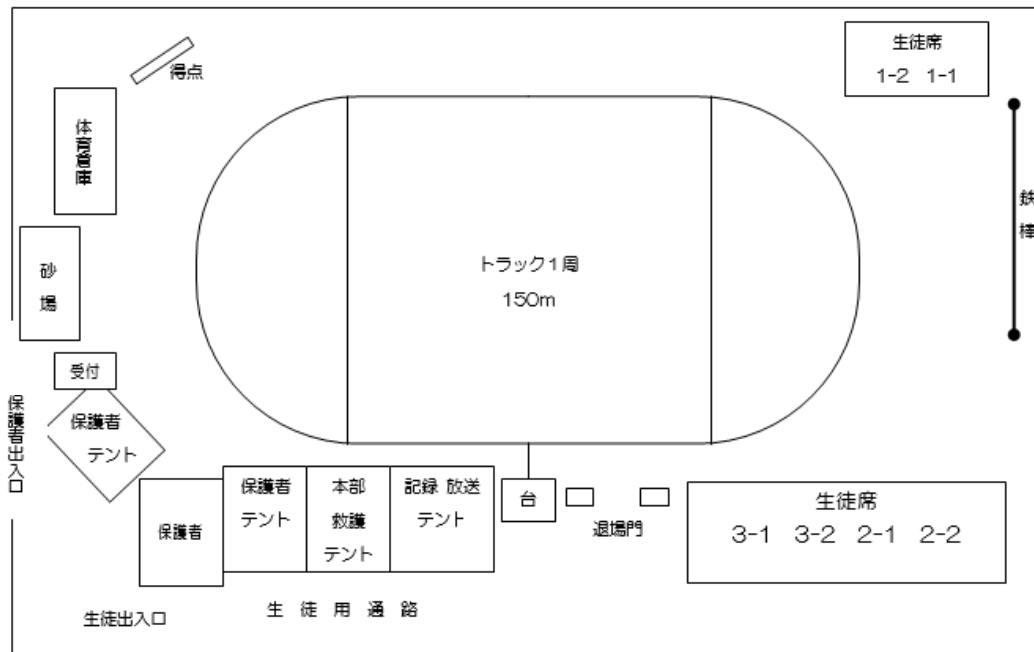 得点
生徒席
1-2 1-1
体育倉庫
鉄棒
砂場
トラック１周
150m
受付
保護者出入口
保護者
テント
保護者
保護者
テント
本部
救護
テント
記録 放送
テント
台
退場門
生徒席
3-1 3-2 2-1 2-2
生徒出入口
生徒用通路